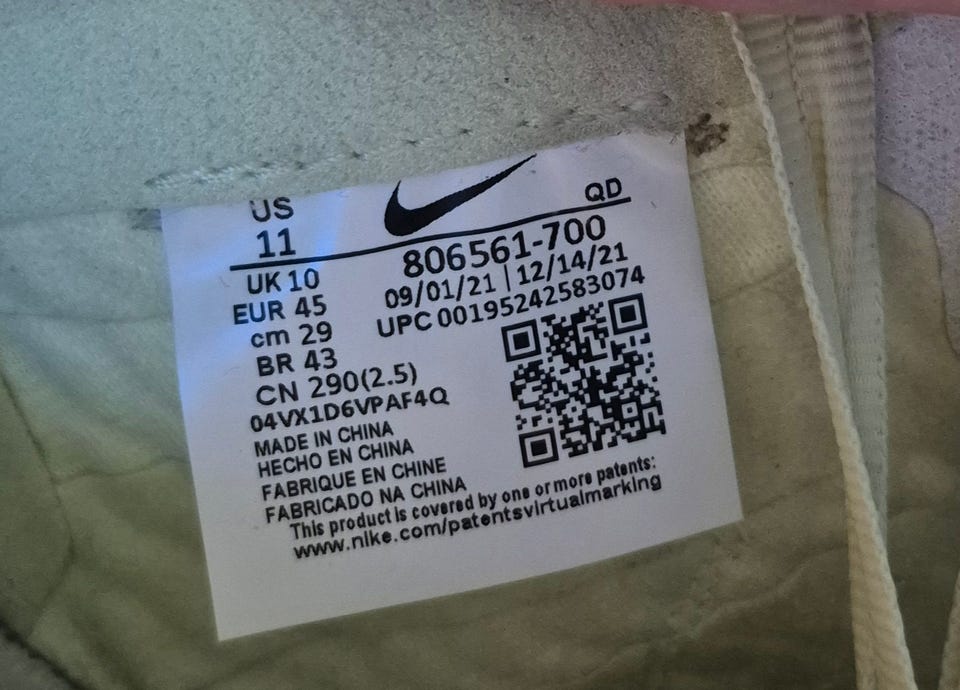 US
QD
11
806561-700
UK 10
09/01/21 | 12/14/21
EUR 45
UPC 00195242583074
cm 29
BR 43
CN 290(2.5)
04VX1D6VPAF4Q
MADE IN CHINA
HECHO EN CHINA
FABRIQUE EN CHINE
FABRICADO NA CHINA
This product is covered by one or more patents:
www.nike.com/patentsvirtualmarking